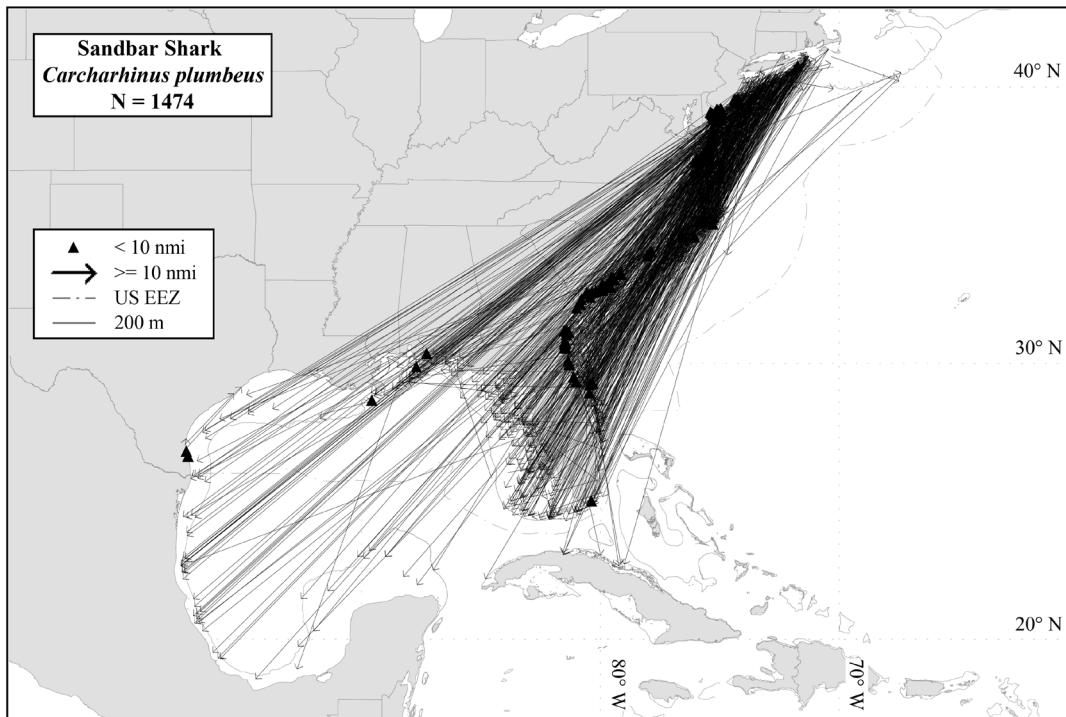 Sandbar Shark
Carcharhinus plumbeus
N = 1474
40° N
< 10 nmi
>= 10 nmi
US EEZ
200 m
30° N
20° N
80° W
70° W